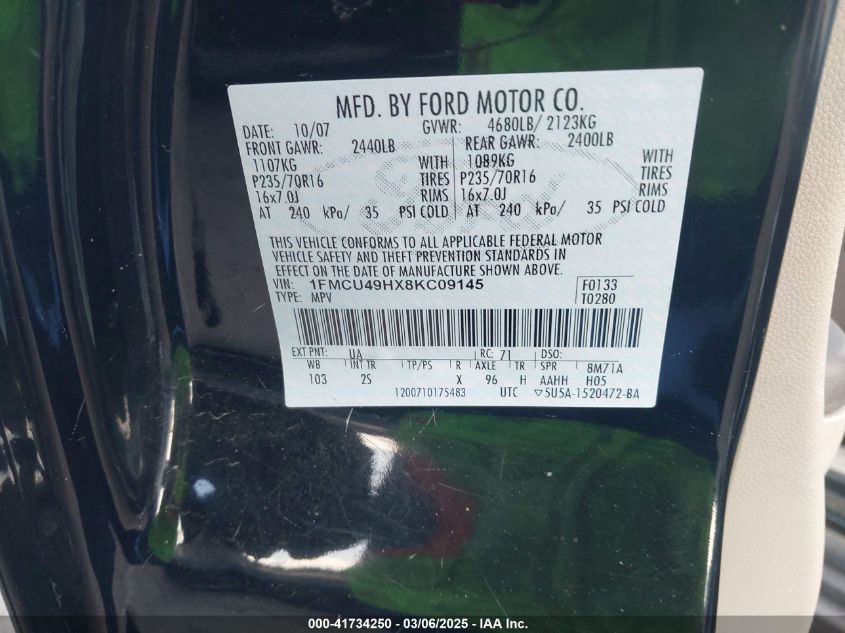 MFD. BY FORD MOTOR CO.
DATE: 10/07 GVWR: 4680LB/ 2123KG
FRONT GAWR: 2440LB REAR GAWR: 2400LB
1107KG WITH 1089KG WITH
P235/70R16 TIRES P235/70R16 TIRES
16x7.0J RIMS 16x7.0J RIMS
AT 240 kPa/ 35 PSI COLD AT 240 kPa/ 35 PSI COLD
THIS VEHICLE CONFORMS TO ALL APPLICABLE FEDERAL MOTOR
VEHICLE SAFETY AND THEFT PREVENTION STANDARDS IN
EFFECT ON THE DATE OF MANUFACTURE SHOWN ABOVE.
VIN: 1FMCU49HX8KC09145 F0133
TYPE: MPV T0280
EXT PNT: UA RC: 71 DSO:
WB INT TR TP/PS R AXLE TR SPR 8M71A
103 2S X 96 H AAHH H05
1200710175483 UTC ▽5U5A-1520472-BA
000-41734250 - 03/06/2025 - IAA Inc.